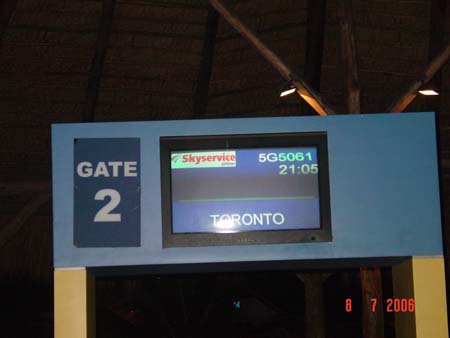 GATE
2
Skyservice
5G5061
21:05
TORONTO
8 7 2006